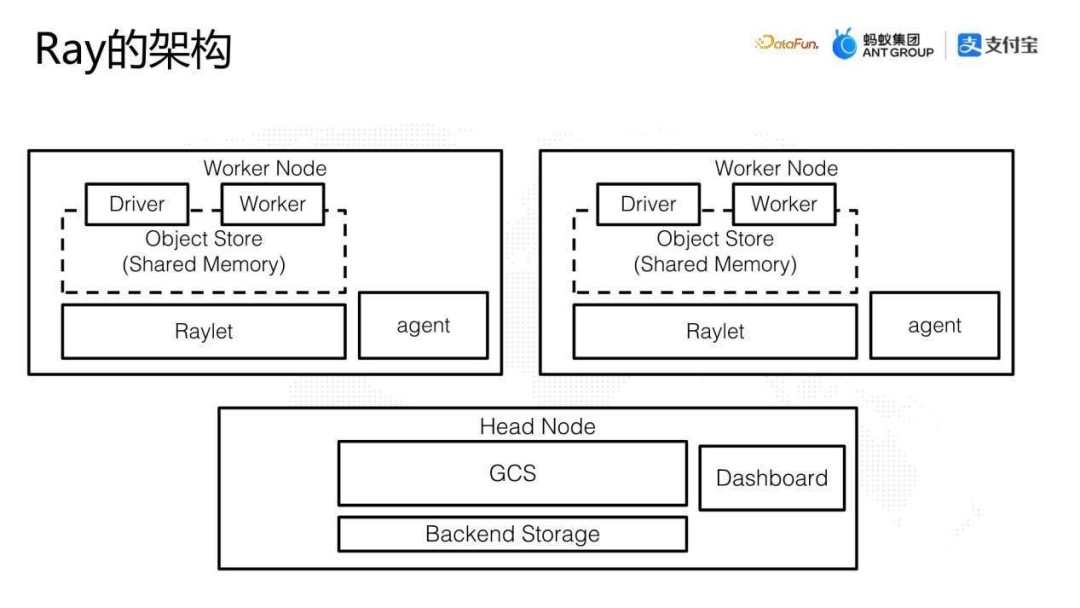 Ray的架构
DataFun.
蚂蚁集团
ANT GROUP
支付宝
Worker Node
Driver
Worker
Object Store
(Shared Memory)
Raylet
agent
Worker Node
Driver
Worker
Object Store
(Shared Memory)
Raylet
agent
Head Node
GCS
Dashboard
Backend Storage